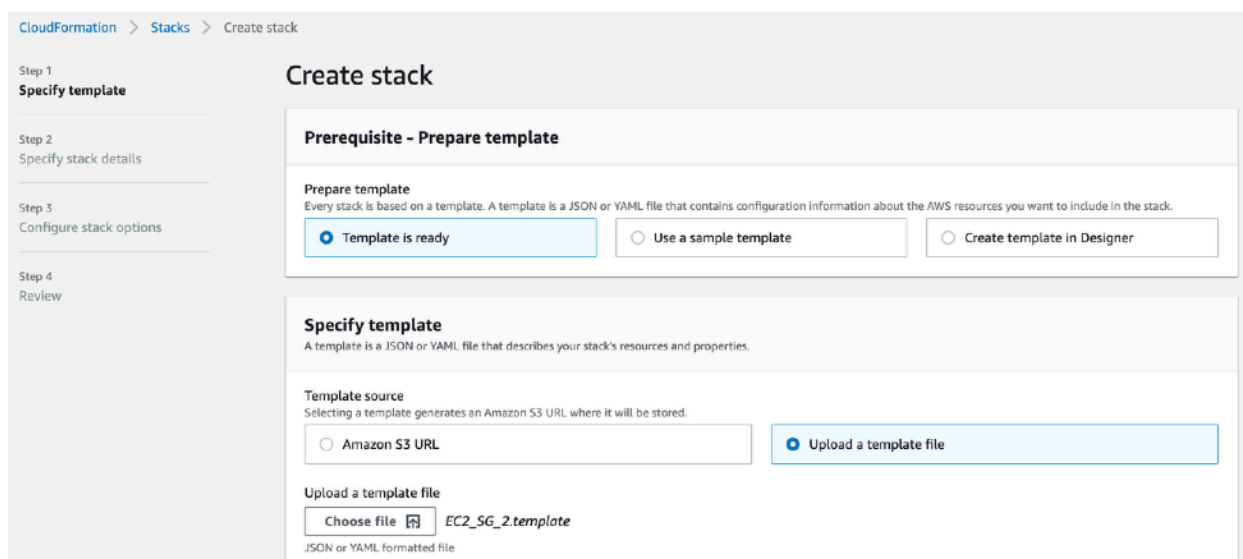 CloudFormation > Stacks > Create stack
Step 1
Specify template
Step 2
Specify stack details
Step 3
Configure stack options
Step 4
Review
Create stack
Prerequisite - Prepare template
Prepare template
Every stack is based on a template. A template is a JSON or YAML file that contains configuration information about the AWS resources you want to include in the stack.
Template is ready
Use a sample template
Create template in Designer
Specify template
A template is a JSON or YAML file that describes your stack's resources and properties.
Template source
Selecting a template generates an Amazon S3 URL where it will be stored.
Amazon S3 URL
Upload a template file
Upload a template file
Choose file EC2_SG_2.template
JSON or YAML formatted file